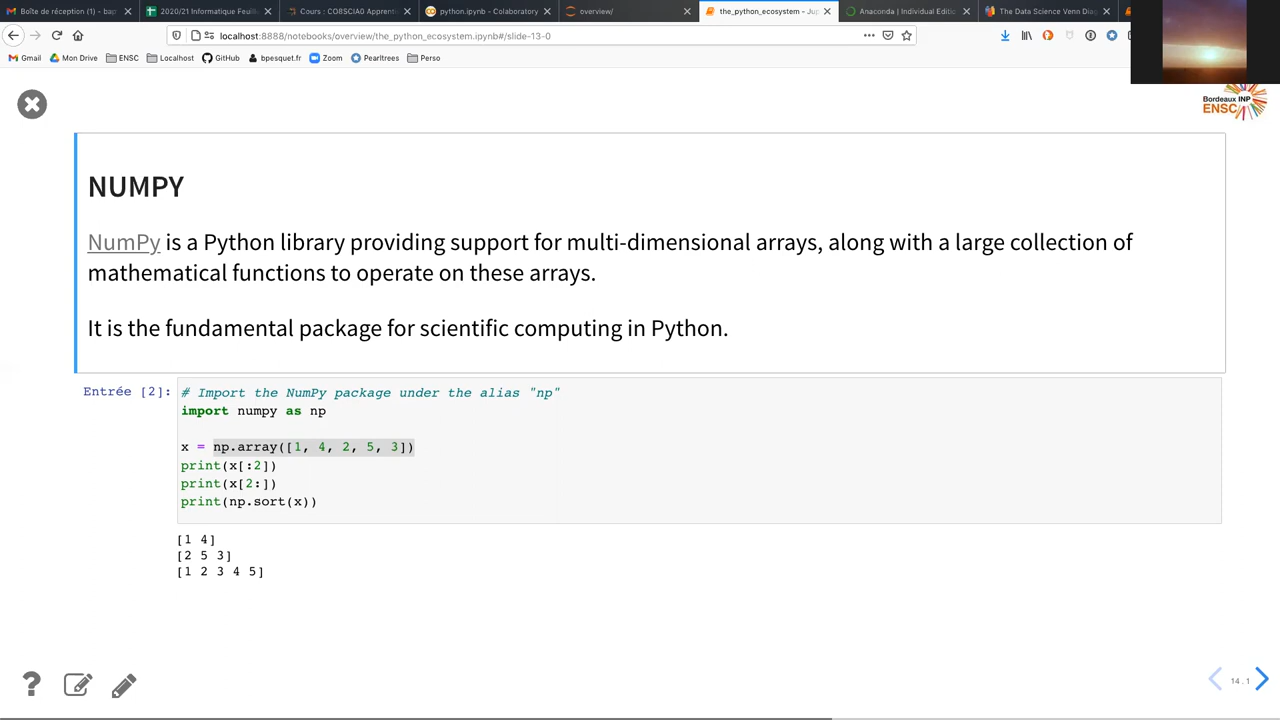 Boîte de réception (1) - bap
2020/21 Informatique Feuill
Cours : CO8SCIA0 Apprenti
python.ipynb - Colaboratory
overview/
the_python_ecosystem - Jup
Anaconda | Individual Editio
The Data Science Venn Diag
localhost:8888/notebooks/overview/the_python_ecosystem.ipynb#/slide-13-0
Gmail
Mon Drive
ENSC
Localhost
GitHub
bpesquet.fr
Zoom
Pearltrees
Perso
Bordeaux INP
ENSC
NUMPY
NumPy is a Python library providing support for multi-dimensional arrays, along with a large collection of
mathematical functions to operate on these arrays.
It is the fundamental package for scientific computing in Python.
Entrée [2]:
# Import the NumPy package under the alias "np"
import numpy as np
x = np.array([1, 4, 2, 5, 3])
print(x[:2])
print(x[2:])
print(np.sort(x))
[1 4]
[2 5 3]
[1 2 3 4 5]
?
14.1